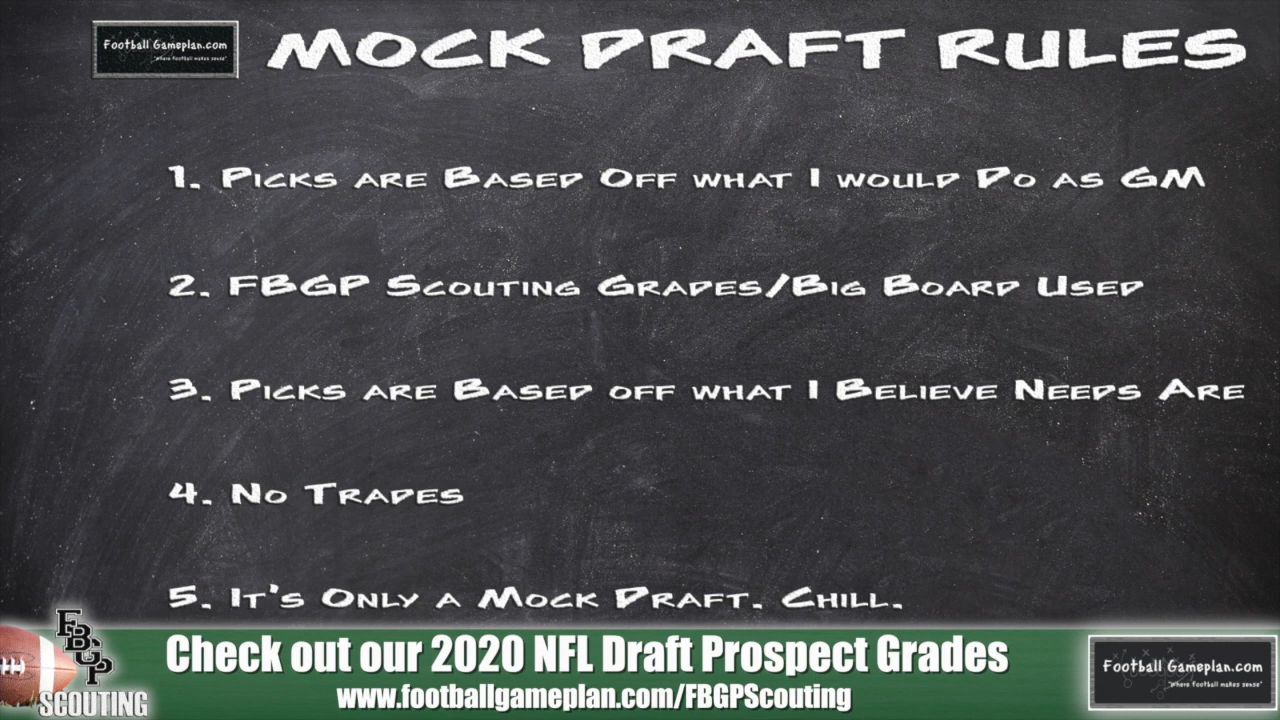 Football Gameplan.com
"where football makes sense"
MOCK DRAFT RULES
1. PICKS ARE BASED OFF WHAT I WOULD DO AS GM
2. FBGP SCOUTING GRADES/BIG BOARD USED
3. PICKS ARE BASED OFF WHAT I BELIEVE NEEDS ARE
4. NO TRADES
5. IT'S ONLY A MOCK DRAFT. CHILL.
FBGP
SCOUTING
Check out our 2020 NFL Draft Prospect Grades
www.footballgameplan.com/FBGPScouting
Football Gameplan.com
"where football makes sense"